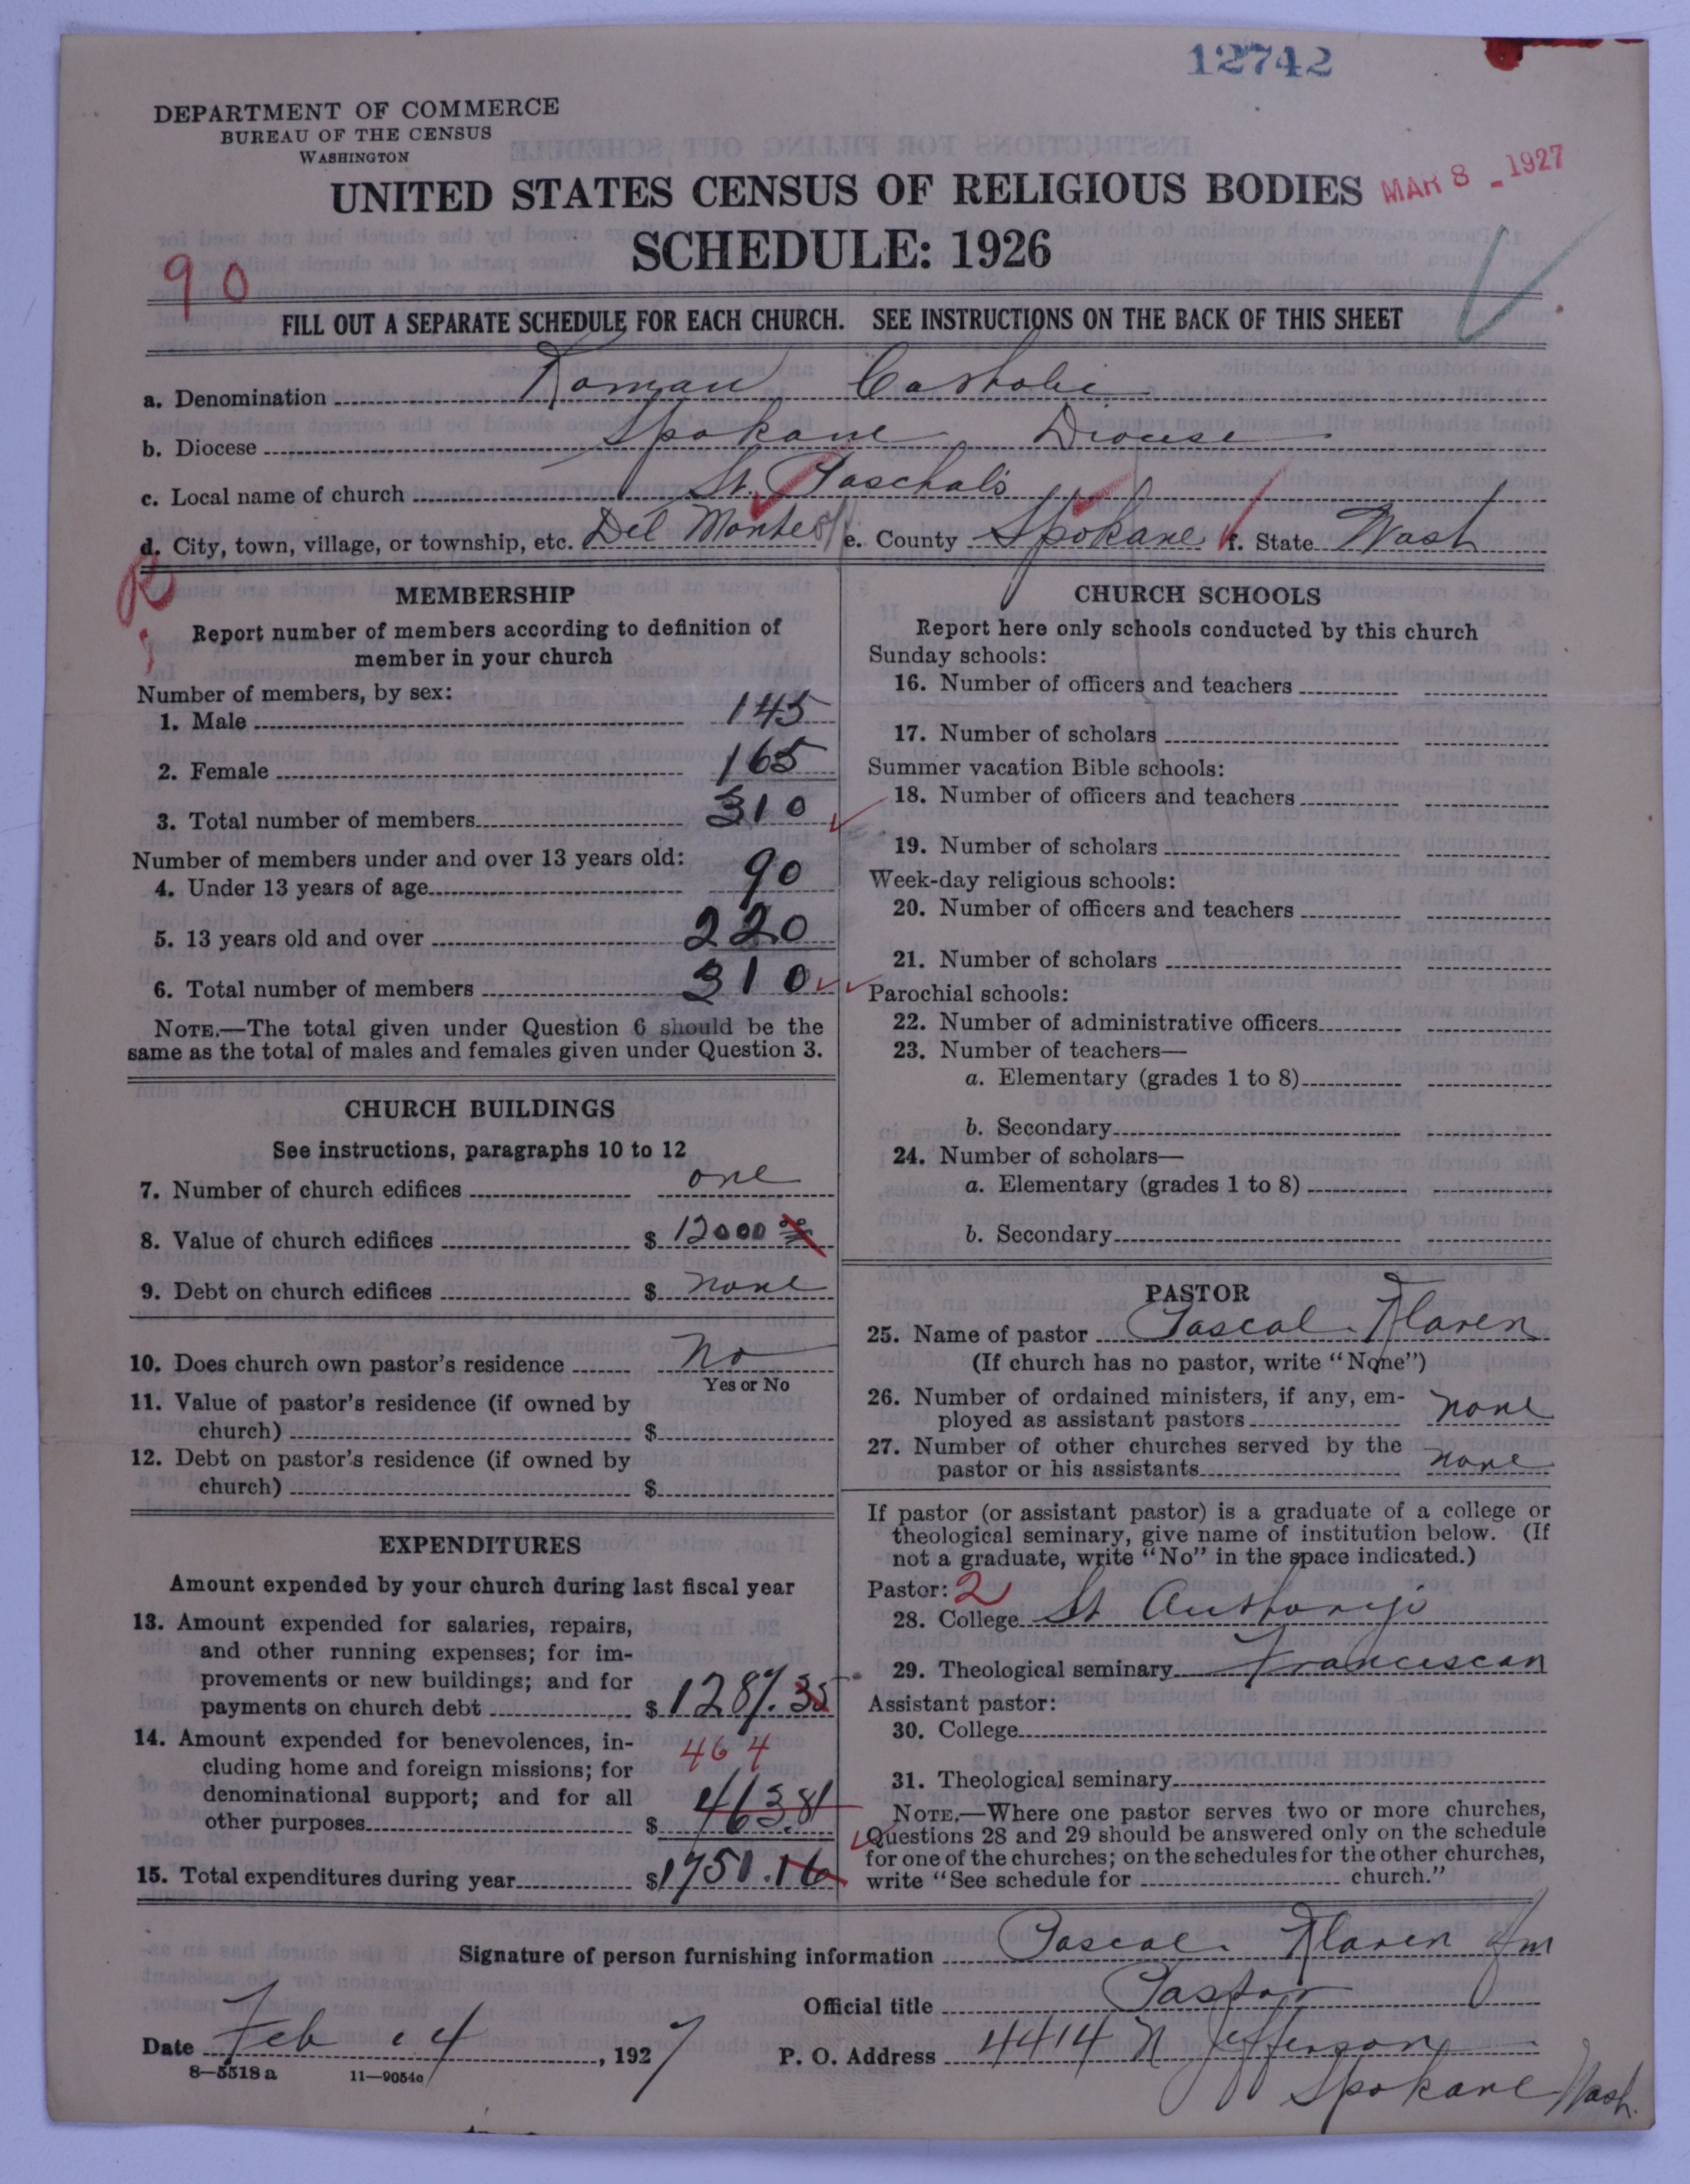 12742
DEPARTMENT OF COMMERCE
BUREAU OF THE CENSUS
WASHINGTON
UNITED STATES CENSUS OF RELIGIOUS BODIES
MAR 8 - 1927
SCHEDULE: 1926
90
FILL OUT A SEPARATE SCHEDULE FOR EACH CHURCH. SEE INSTRUCTIONS ON THE BACK OF THIS SHEET
a. Denomination Roman Catholic
b. Diocese Spokane Diocese
c. Local name of church St. Paschal's
d. City, town, village, or township, etc. Del Monte St e. County Spokane f. State Wash
R
MEMBERSHIP
Report number of members according to definition of
member in your church
Number of members, by sex:
1. Male 145
2. Female 165
3. Total number of members 310
Number of members under and over 13 years old:
4. Under 13 years of age 90
5. 13 years old and over 220
6. Total number of members 310
NOTE.—The total given under Question 6 should be the
same as the total of males and females given under Question 3.
CHURCH BUILDINGS
See instructions, paragraphs 10 to 12
7. Number of church edifices one
8. Value of church edifices $ 12000 00
9. Debt on church edifices $ none
10. Does church own pastor's residence No
Yes or No
11. Value of pastor's residence (if owned by
church) $
12. Debt on pastor's residence (if owned by
church) $
EXPENDITURES
Amount expended by your church during last fiscal year
13. Amount expended for salaries, repairs,
and other running expenses; for im-
provements or new buildings; and for
payments on church debt $ 1287.35
14. Amount expended for benevolences, in-
464
cluding home and foreign missions; for
denominational support; and for all
other purposes $ 463.81
15. Total expenditures during year $ 1751.16
CHURCH SCHOOLS
Report here only schools conducted by this church
Sunday schools:
16. Number of officers and teachers
17. Number of scholars
Summer vacation Bible schools:
18. Number of officers and teachers
19. Number of scholars
Week-day religious schools:
20. Number of officers and teachers
21. Number of scholars
Parochial schools:
22. Number of administrative officers
23. Number of teachers—
a. Elementary (grades 1 to 8)
b. Secondary
24. Number of scholars—
a. Elementary (grades 1 to 8)
b. Secondary
PASTOR
25. Name of pastor Pascal Klaren
(If church has no pastor, write "None")
26. Number of ordained ministers, if any, em-
ployed as assistant pastors none
27. Number of other churches served by the
pastor or his assistants none
If pastor (or assistant pastor) is a graduate of a college or
theological seminary, give name of institution below. (If
not a graduate, write "No" in the space indicated.)
Pastor: 2
28. College St Anthonys
29. Theological seminary Franciscan
Assistant pastor:
30. College
31. Theological seminary
NOTE.—Where one pastor serves two or more churches,
Questions 28 and 29 should be answered only on the schedule
for one of the churches; on the schedules for the other churches,
write "See schedule for church."
Signature of person furnishing information Pascal Klaren
Official title Pastor
Date Feb 14, 1927
P. O. Address 4414 N Jefferson
Spokane Wash.
8—5518 a 11—9054c